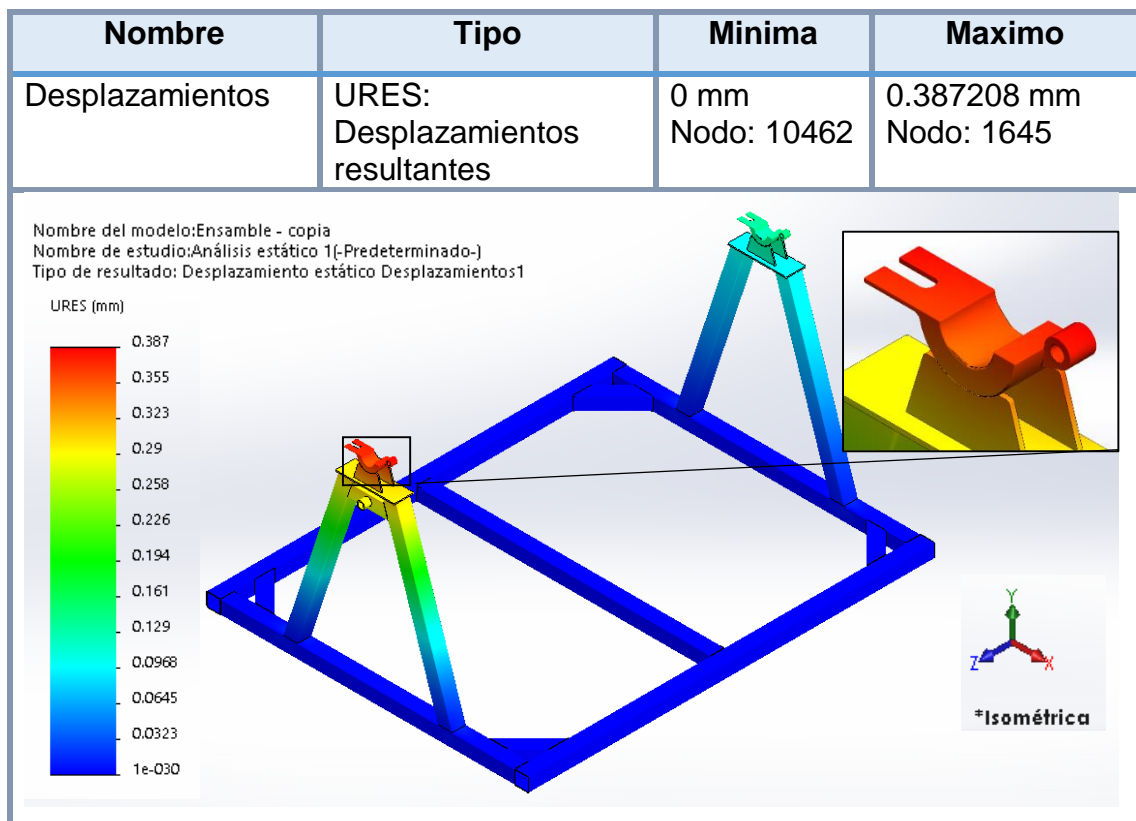 Nombre Tipo Minima Maximo
Desplazamientos URES: 0 mm 0.387208 mm
Desplazamientos Nodo: 10462 Nodo: 1645
resultantes
Nombre del modelo:Ensamble - copia
Nombre de estudio:Análisis estático 1(-Predeterminado-)
Tipo de resultado: Desplazamiento estático Desplazamientos1
URES (mm)
0.387
0.355
0.323
0.29
0.258
0.226
0.194
0.161
0.129
0.0968
0.0645
0.0323
1e-030
Y
Z X
*Isométrica